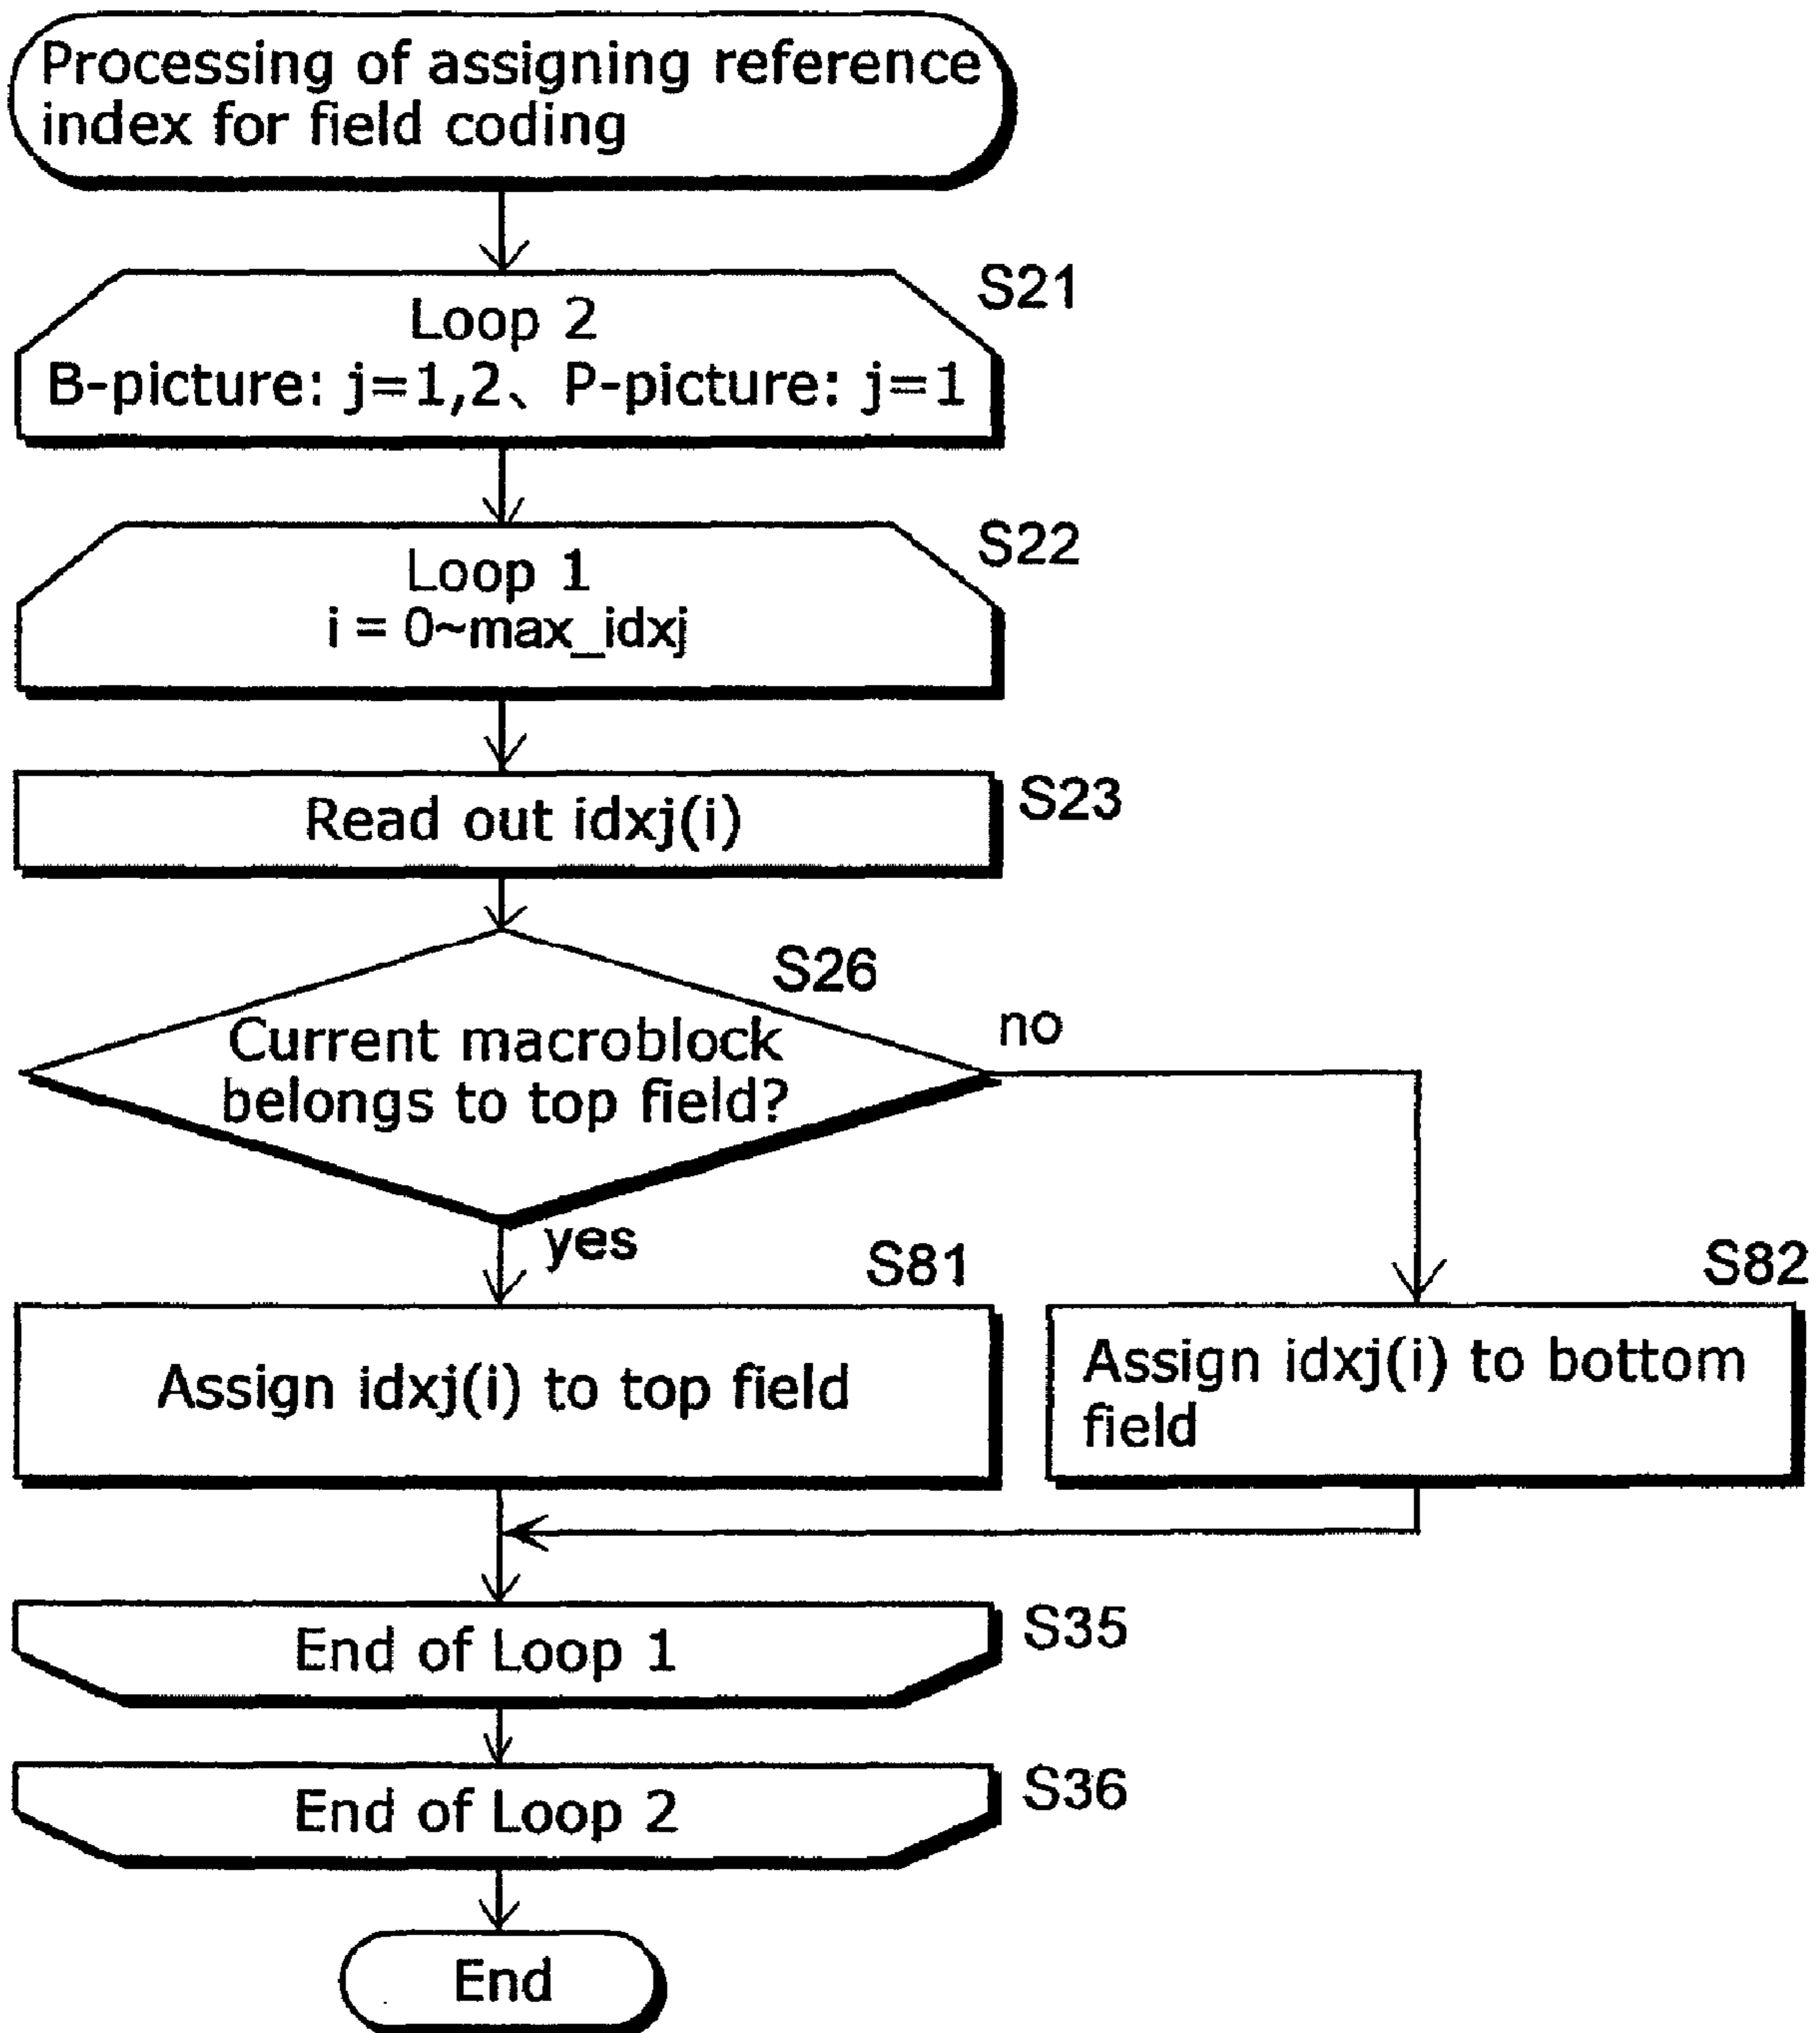 Processing of assigning reference
index for field coding
S21
Loop 2
B-picture: j=1,2、 P-picture: j=1
S22
Loop 1
i = 0~max_idxj
S23
Read out idxj(i)
S26
Current macroblock
belongs to top field?
no
yes
S81
Assign idxj(i) to top field
S82
Assign idxj(i) to bottom
field
End of Loop 1
S35
End of Loop 2
S36
End